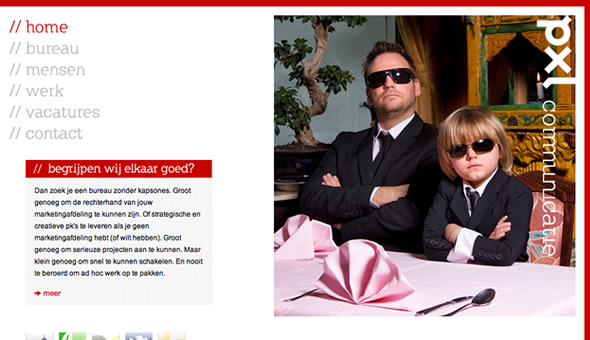 // home
// bureau
// mensen
// werk
// vacatures
// contact
// begrijpen wij elkaar goed?
Dan zoek je een bureau zonder kapsones. Groot
genoeg om de rechterhand van jouw
marketingafdeling te kunnen zijn. Of strategische en
creatieve pk's te leveren als je geen
marketingafdeling hebt (of wilt hebben). Groot
genoeg om serieuze projecten aan te kunnen. Maar
klein genoeg om snel te kunnen schakelen. En nooit
te beroerd om ad hoc werk op te pakken.
➔ meer
pxl
communicatie